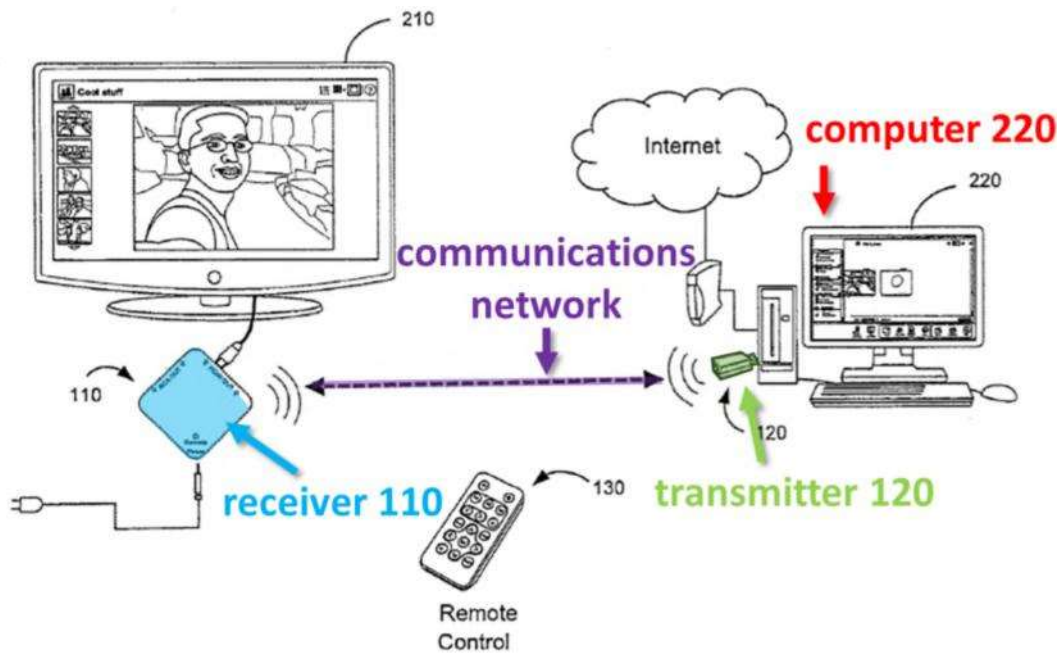 210
Cool stuff
Internet
computer 220
220
communications
network
110
120
receiver 110
130
transmitter 120
Remote
Control